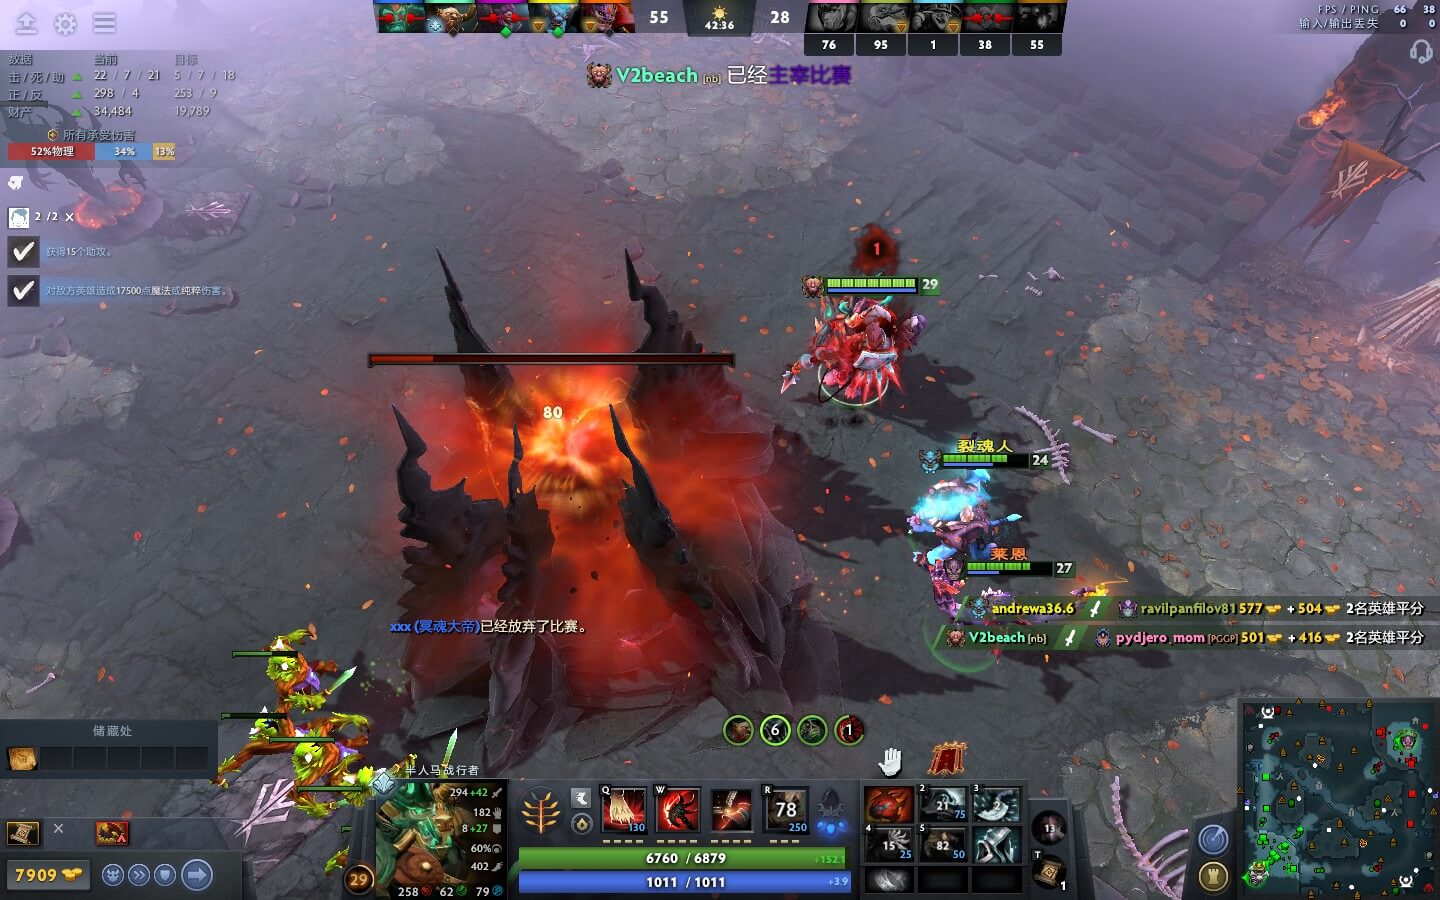 55
42:36
28
FPS / PING 66 38
输入/输出丢失 0 0
76 95 1 38 55
V2beach [nb] 已经主宰比赛
数据 当前 目标
击/死/助 22 / 7 / 21 5 / 7 / 18
正/反 298 / 4 253 / 9
财产 34,484 19,789
所有承受伤害
52%物理 34% 13%
2 /2 ×
获得15个助攻。
对敌方英雄造成17500点魔法或纯粹伤害。
1
29
80
裂魂人
24
莱恩
27
andrewa36.6 ravilpanfilov81 577 + 504 2名英雄平分
xxx (冥魂大帝)已经放弃了比赛。
V2beach [nb] pydjero_mom [PGGP] 501 + 416 2名英雄平分
储藏处
6 1
半人马战行者
294 +42
182
8 +27
60%
402
29
258 62 79
Q 130
W
R 78 250
6760 / 6879 +152.1
1011 / 1011 +3.9
2 21 75
3
4 15 25
5 82 50
13
T 1
7909